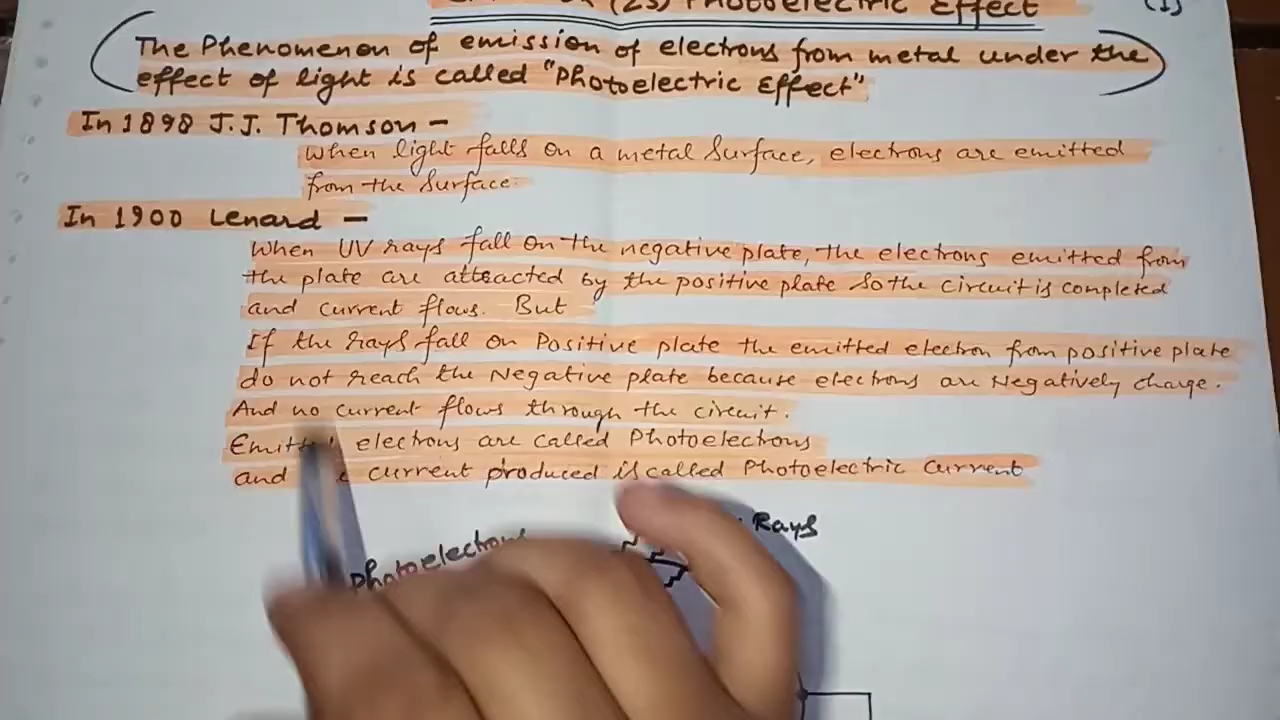 (25) Photoelectric Effect
(1)
The Phenomenon of emission of electrons from metal under the
effect of light is called "Photoelectric Effect"
In 1898 J.J. Thomson -
When light falls on a metal Surface, electrons are emitted
from the Surface.
In 1900 Lenard -
When UV rays fall on the negative plate, the electrons emitted from
the plate are attracted by the positive plate So the circuit is completed
and current flows. But
If the rays fall on Positive plate the emitted electron from positive plate
do not reach the Negative plate because electrons are Negatively charge.
And no current flows through the circuit.
electrons are called Photoelectrons
and current produced is called Photoelectric Current
Rays
Photoelectrons